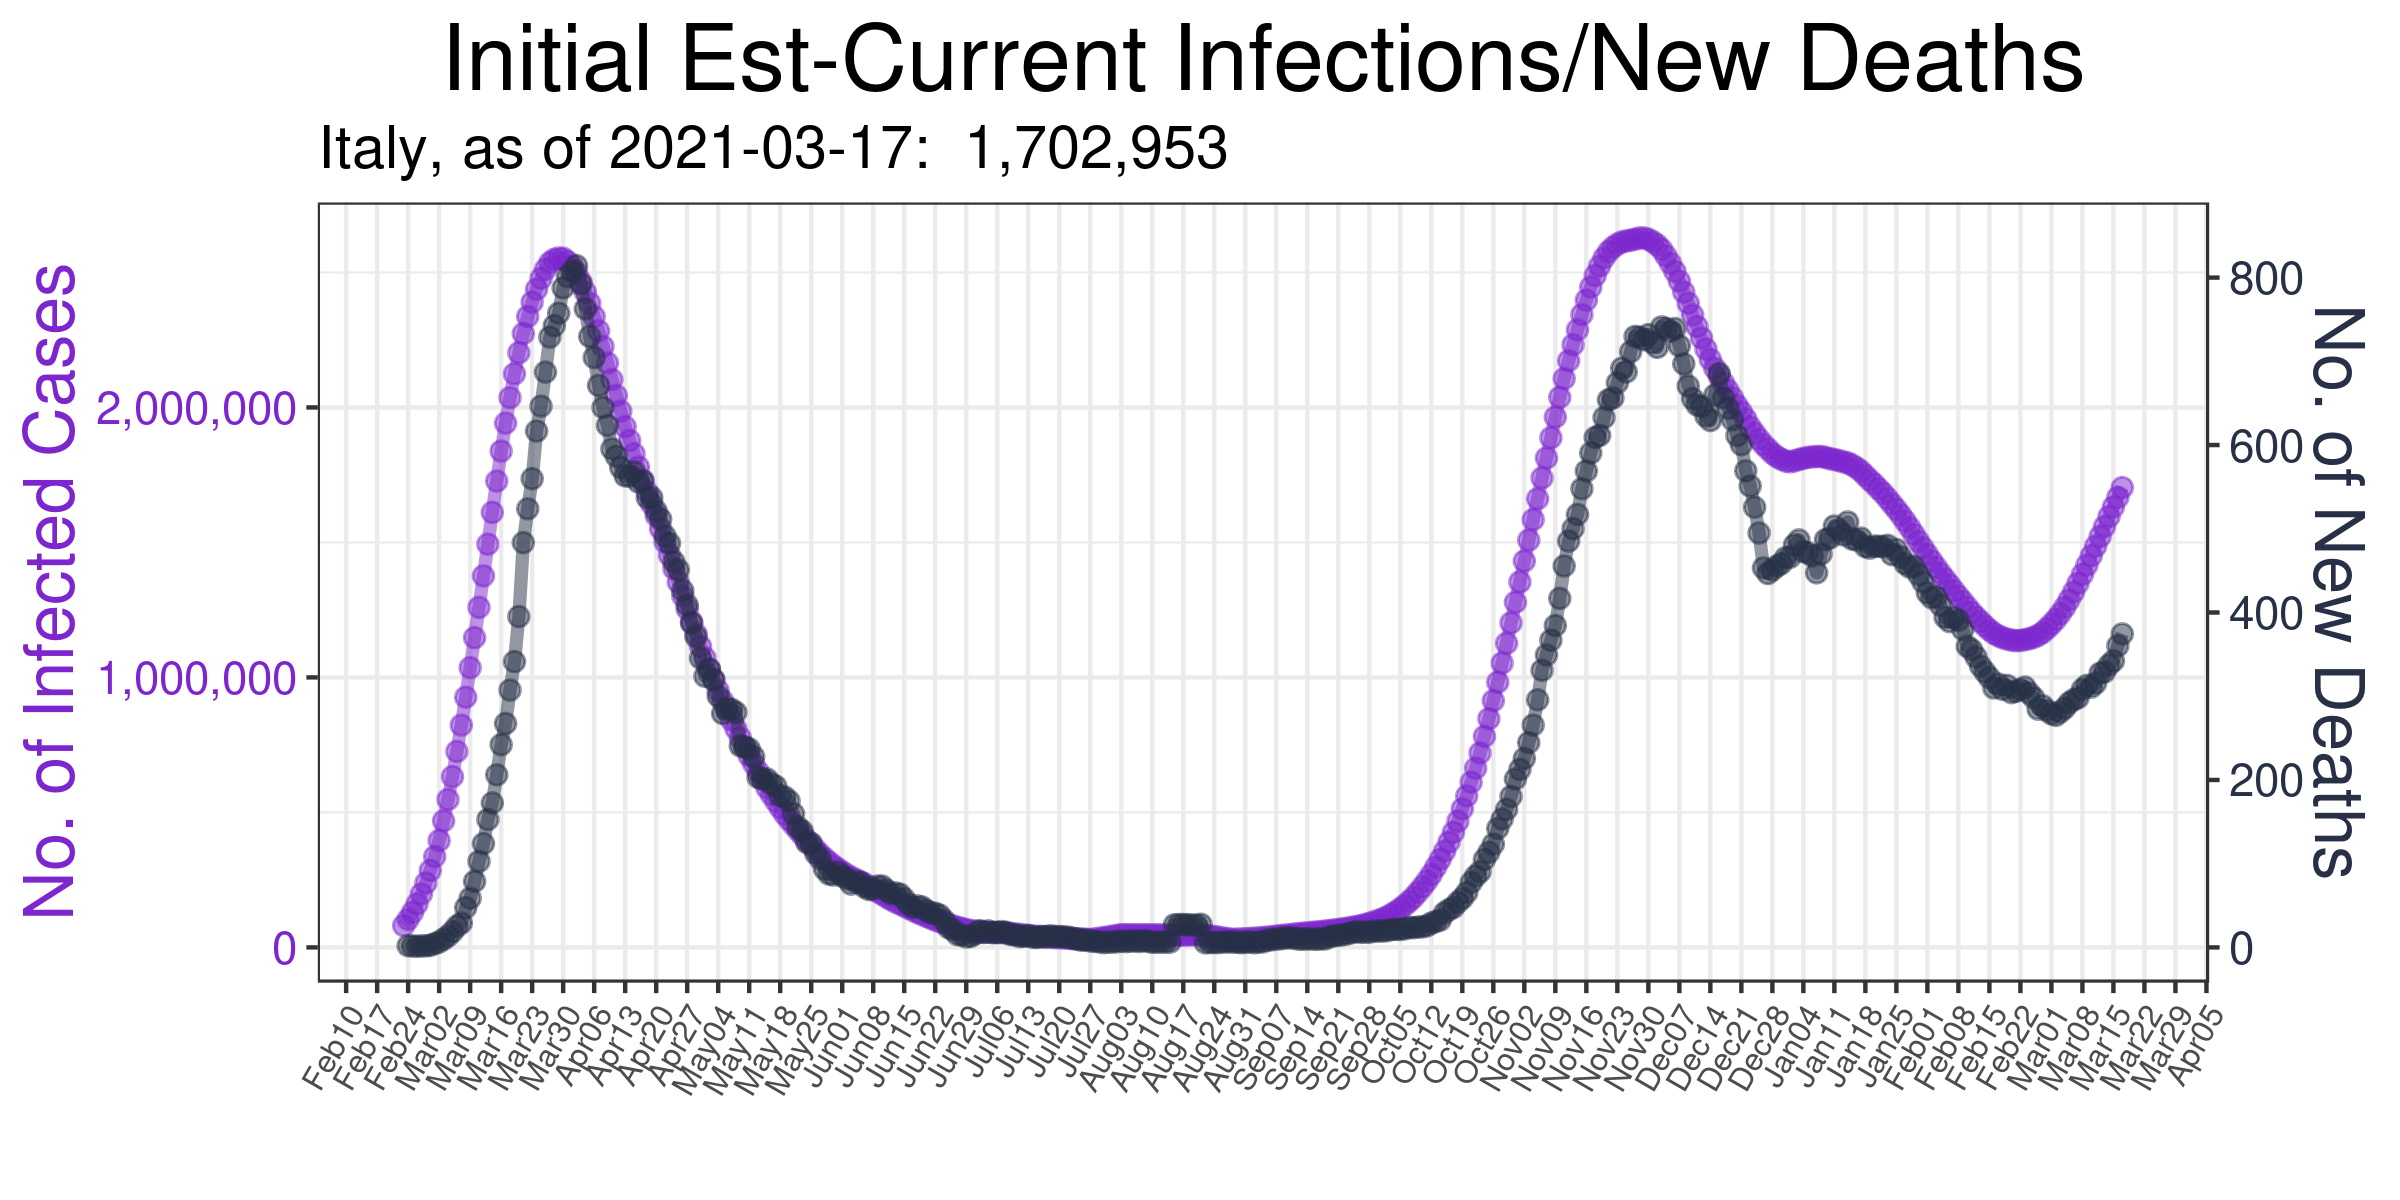 Initial Est-Current Infections/New Deaths
Italy, as of 2021-03-17: 1,702,953
No. of Infected Cases
2,000,000
1,000,000
0
800
600
400
200
0
No. of New Deaths
Feb10
Feb17
Feb24
Mar02
Mar09
Mar16
Mar23
Mar30
Apr06
Apr13
Apr20
Apr27
May04
May11
May18
May25
Jun01
Jun08
Jun15
Jun22
Jun29
Jul06
Jul13
Jul20
Jul27
Aug03
Aug10
Aug17
Aug24
Aug31
Sep07
Sep14
Sep21
Sep28
Oct05
Oct12
Oct19
Oct26
Nov02
Nov09
Nov16
Nov23
Nov30
Dec07
Dec14
Dec21
Dec28
Jan04
Jan11
Jan18
Jan25
Feb01
Feb08
Feb15
Feb22
Mar01
Mar08
Mar15
Mar22
Mar29
Apr05